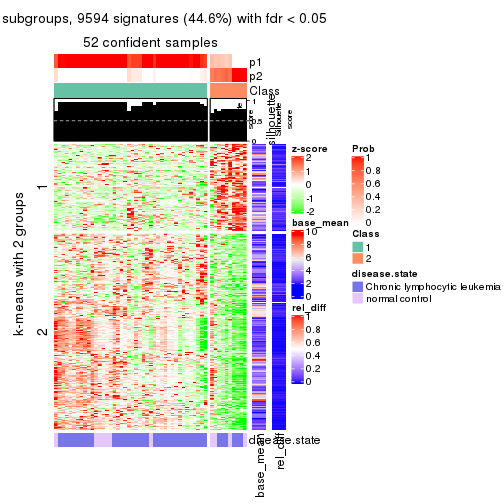 subgroups, 9594 signatures (44.6%) with fdr < 0.05
52 confident samples
p1
p2
Class
1
0.5
0
silhouette
score
Silhouette
score
k-means with 2 groups
1
2
z-score
2
1
0
-1
-2
base_mean
10
8
6
4
2
0
rel_diff
1
0.8
0.6
0.4
0.2
0
Prob
1
0.8
0.6
0.4
0.2
0
Class
1
2
disease.state
Chronic lymphocytic leukemia
normal control
disease.state
base_mean
rel_diff